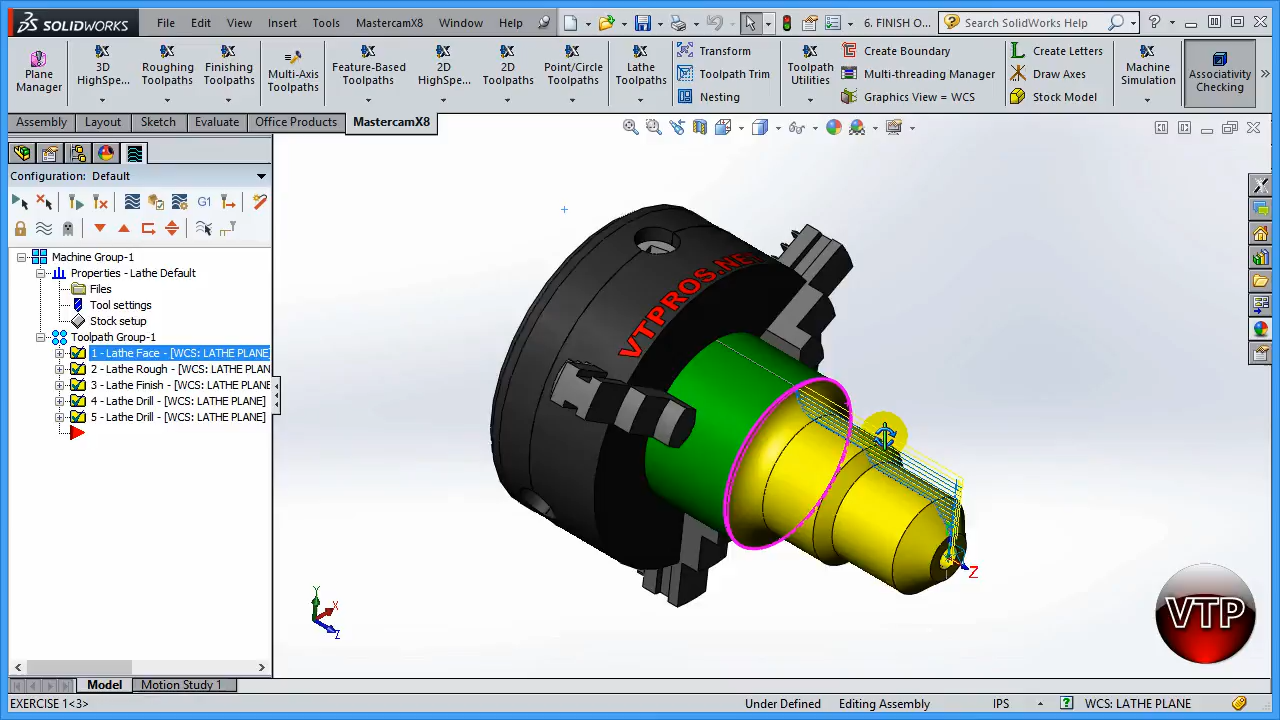 SOLIDWORKS File Edit View Insert Tools MastercamX8 Window Help 6. FINISH O... Search SolidWorks Help
Plane Manager
3D HighSpe...
Roughing Toolpaths
Finishing Toolpaths
Multi-Axis Toolpaths
Feature-Based Toolpaths
2D HighSpe...
2D Toolpaths
Point/Circle Toolpaths
Lathe Toolpaths
Transform
Toolpath Trim
Nesting
Toolpath Utilities
Create Boundary
Multi-threading Manager
Graphics View = WCS
Create Letters
Draw Axes
Stock Model
Machine Simulation
Associativity Checking
Assembly Layout Sketch Evaluate Office Products MastercamX8
Configuration: Default
G1
Machine Group-1
Properties - Lathe Default
Files
Tool settings
Stock setup
Toolpath Group-1
1 - Lathe Face - [WCS: LATHE PLANE]
2 - Lathe Rough - [WCS: LATHE PLAN
3 - Lathe Finish - [WCS: LATHE PLANE
4 - Lathe Drill - [WCS: LATHE PLANE]
5 - Lathe Drill - [WCS: LATHE PLANE]
VTPROS.NE
Z
Y
X
Z
VTP
Model Motion Study 1
EXERCISE 1<3> Under Defined Editing Assembly IPS WCS: LATHE PLANE